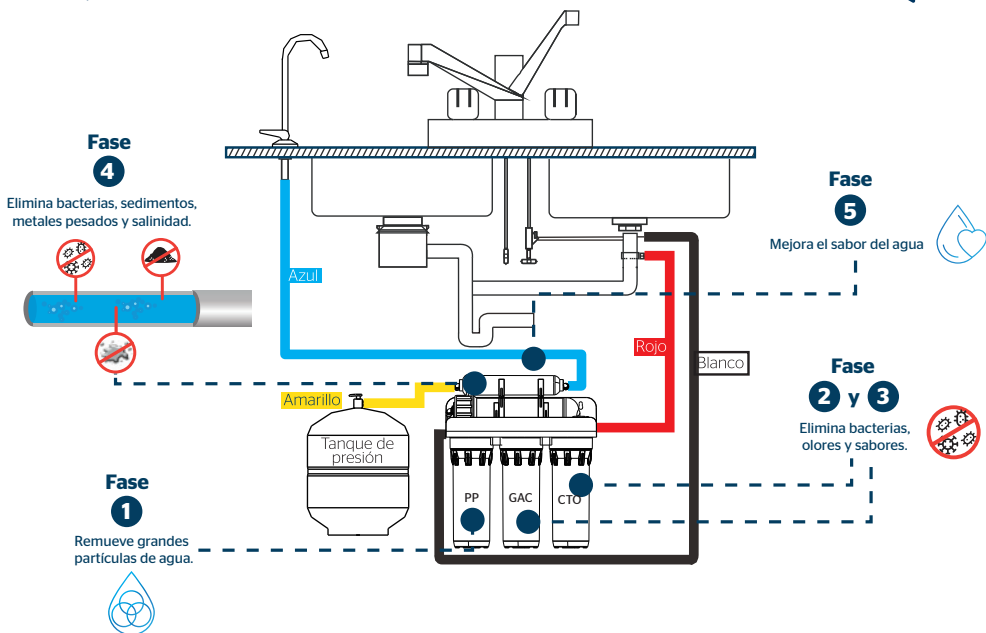 Fase
4
Elimina bacterias, sedimentos,
metales pesados y salinidad.
Fase
5
Mejora el sabor del agua
Azul
Rojo
Blanco
Amarillo
Tanque de
presión
Fase
2 y 3
Elimina bacterias,
olores y sabores.
PP
GAC
CTO
Fase
1
Remueve grandes
partículas de agua.